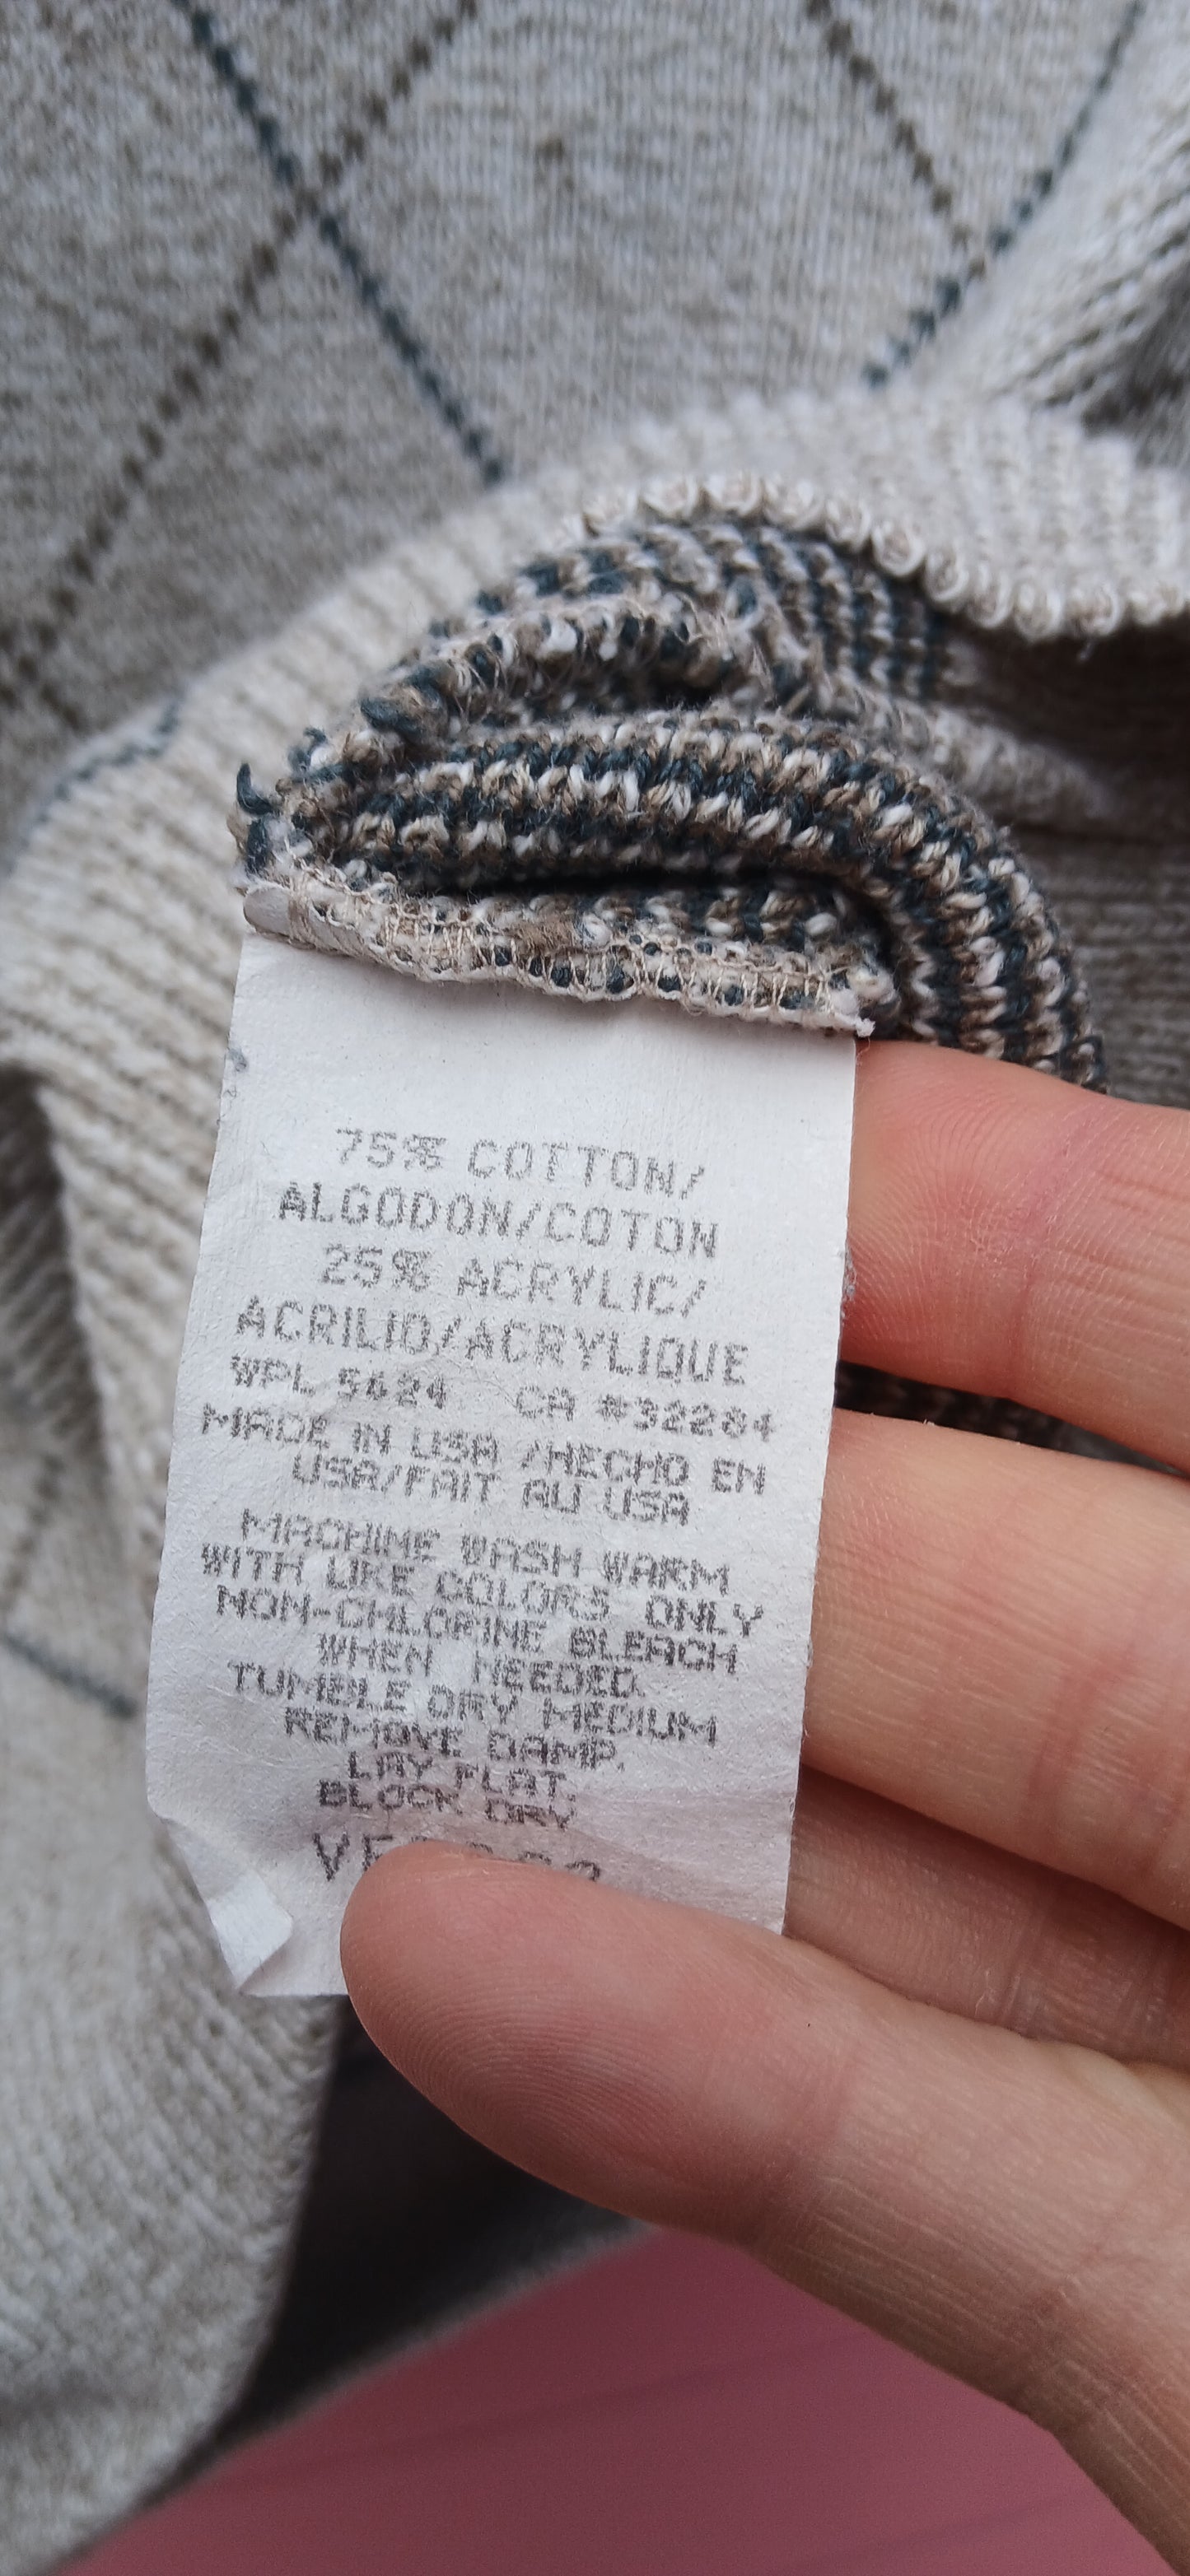 75% COTTON/
ALGODON/COTON
25% ACRYLIC/
ACRILIO/ACRYLIQUE
WPL 5624 CA #32284
MADE IN USA /HECHO EN
USA/FAIT AU USA
MACHINE WASH WARM
WITH LIKE COLORS ONLY
NON-CHLORINE BLEACH
WHEN NEEDED.
TUMBLE DRY MEDIUM
REMOVE DAMP.
LAY FLAT.
BLOCK DRY